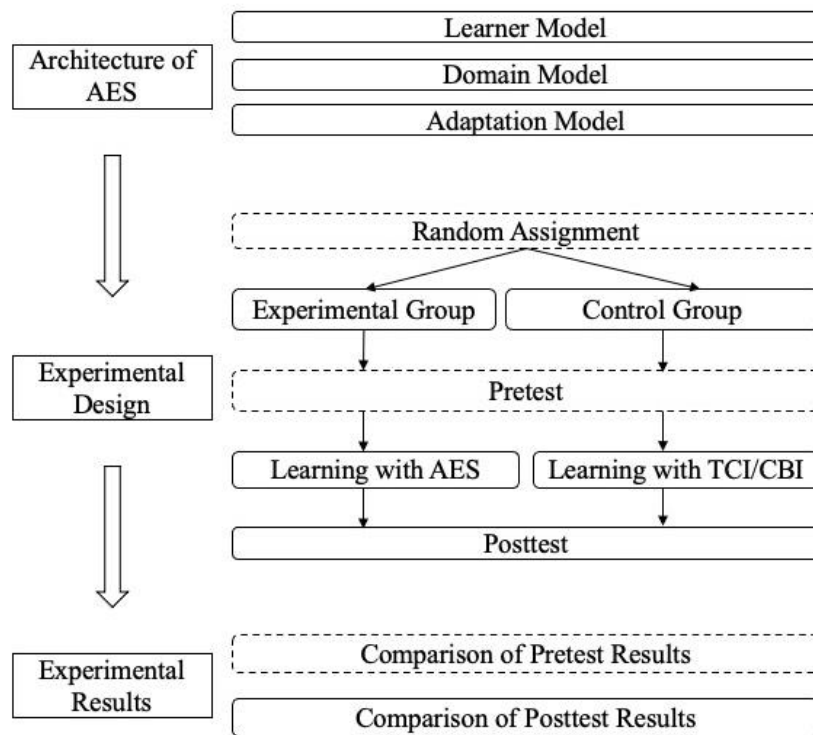 Architecture of
AES
Learner Model
Domain Model
Adaptation Model
Random Assignment
Experimental Group
Control Group
Experimental
Design
Pretest
Learning with AES
Learning with TCI/CBI
Posttest
Experimental
Results
Comparison of Pretest Results
Comparison of Posttest Results